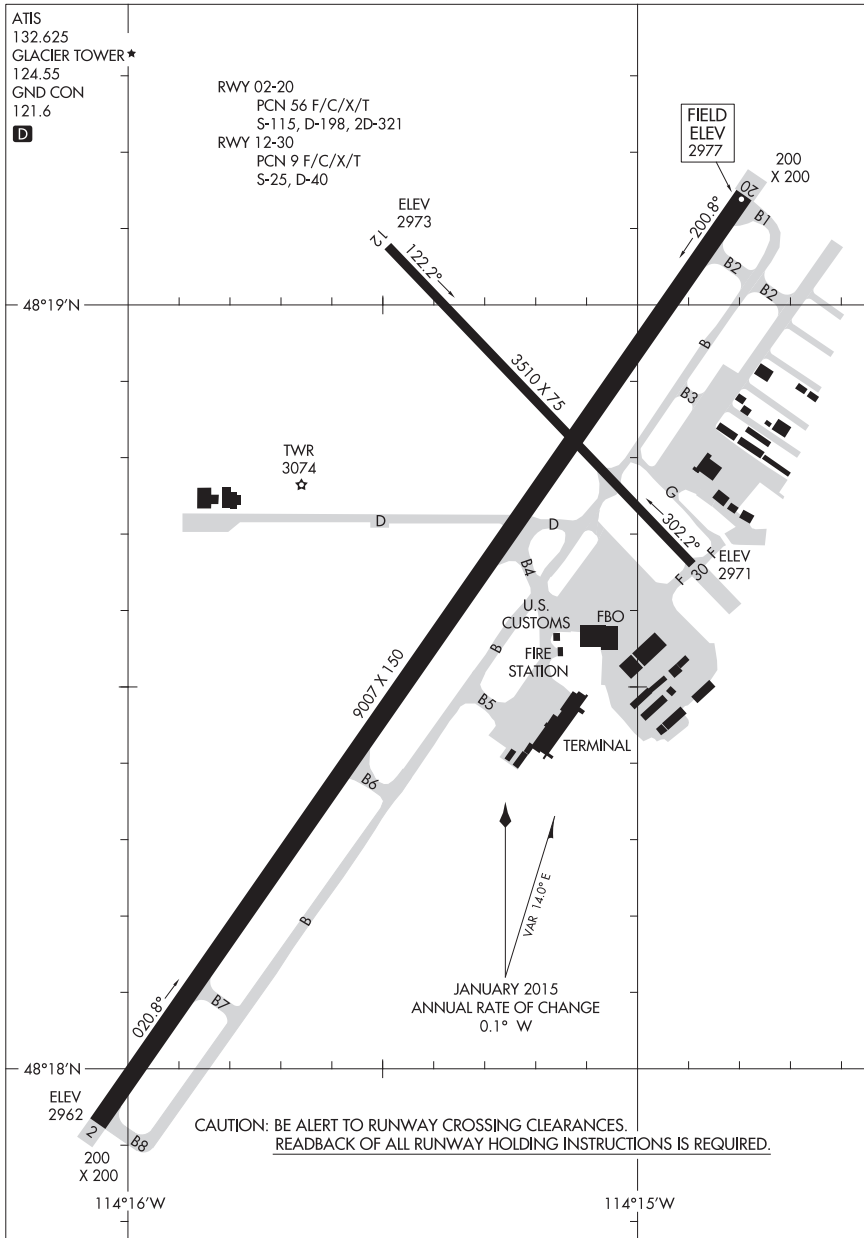 ATIS
132.625
GLACIER TOWER★
124.55
GND CON
121.6
D
RWY 02-20
PCN 56 F/C/X/T
S-115, D-198, 2D-321
RWY 12-30
PCN 9 F/C/X/T
S-25, D-40
FIELD
ELEV
2977
200
X 200
20
200.8°
B1
B2
B2
ELEV
2973
12
122.2°
48°19'N
B
3510 X 75
B3
TWR
3074
G
D
D
302.2°
F
ELEV
2971
30
F
B4
U.S.
CUSTOMS
FBO
FIRE
STATION
B
9007 X 150
B5
TERMINAL
B6
VAR 14.0° E
B
JANUARY 2015
ANNUAL RATE OF CHANGE
0.1° W
020.8°
B7
48°18'N
ELEV
2962
2
B8
200
X 200
CAUTION: BE ALERT TO RUNWAY CROSSING CLEARANCES.
READBACK OF ALL RUNWAY HOLDING INSTRUCTIONS IS REQUIRED.
114°16'W
114°15'W